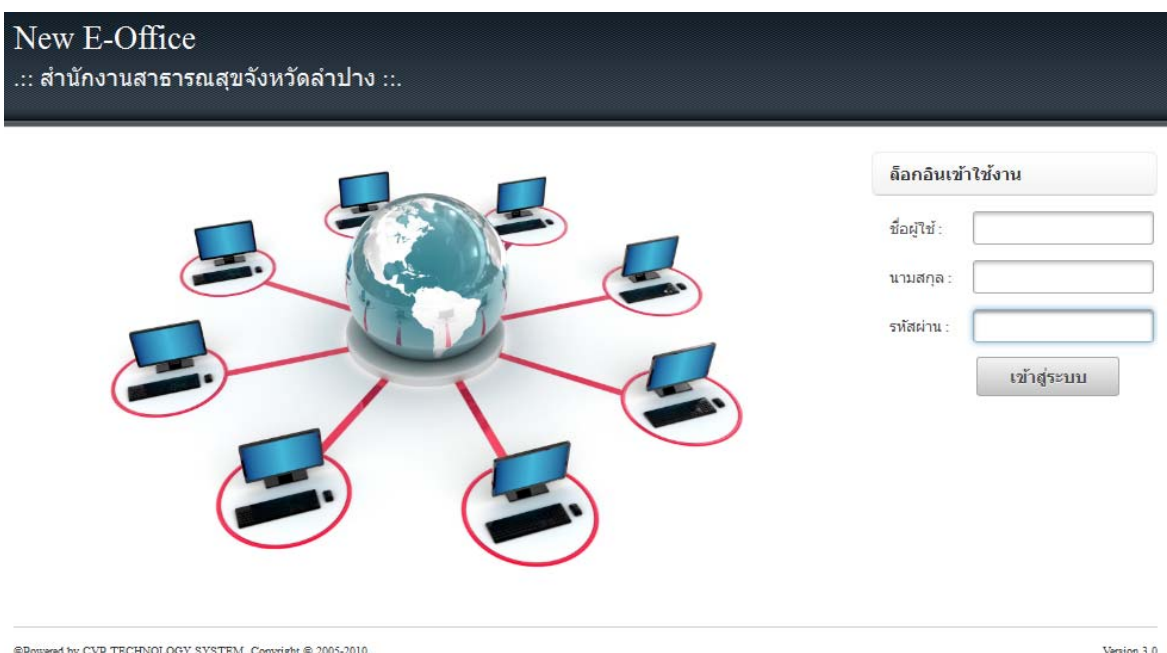 New E-Office
.:: สำนักงานสาธารณสุขจังหวัดลำปาง ::.
ล็อกอินเข้าใช้งาน
ชื่อผู้ใช้ :
นามสกุล :
รหัสผ่าน :
เข้าสู่ระบบ
@Powered by CVP TECHNOLOGY SYSTEM. Copyright @ 2005-2010 Version 3.0